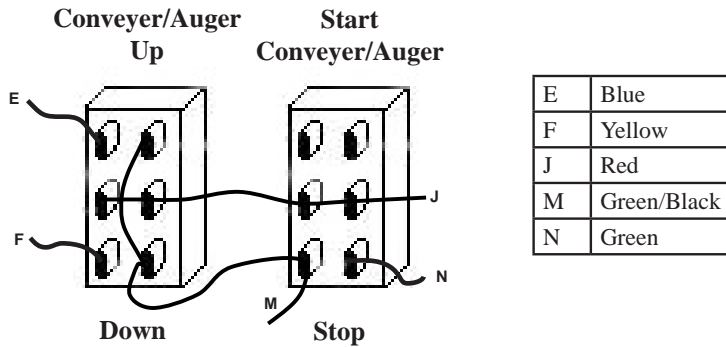 Conveyer/Auger
Up
Start
Conveyer/Auger
E
F
J
M
N
Down
Stop
E Blue
F Yellow
J Red
M Green/Black
N Green